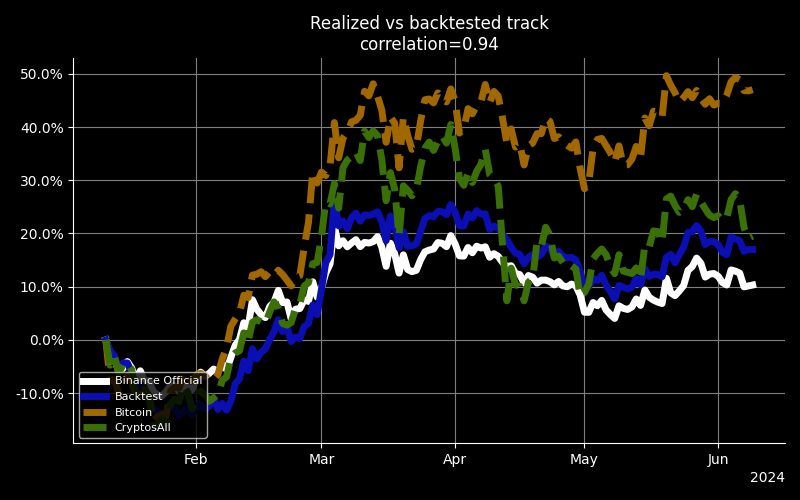 Realized vs backtested track
correlation=0.94
50.0%
40.0%
30.0%
20.0%
10.0%
0.0%
-10.0%
Binance Official
Backtest
Bitcoin
CryptosAll
Feb
Mar
Apr
May
Jun
2024